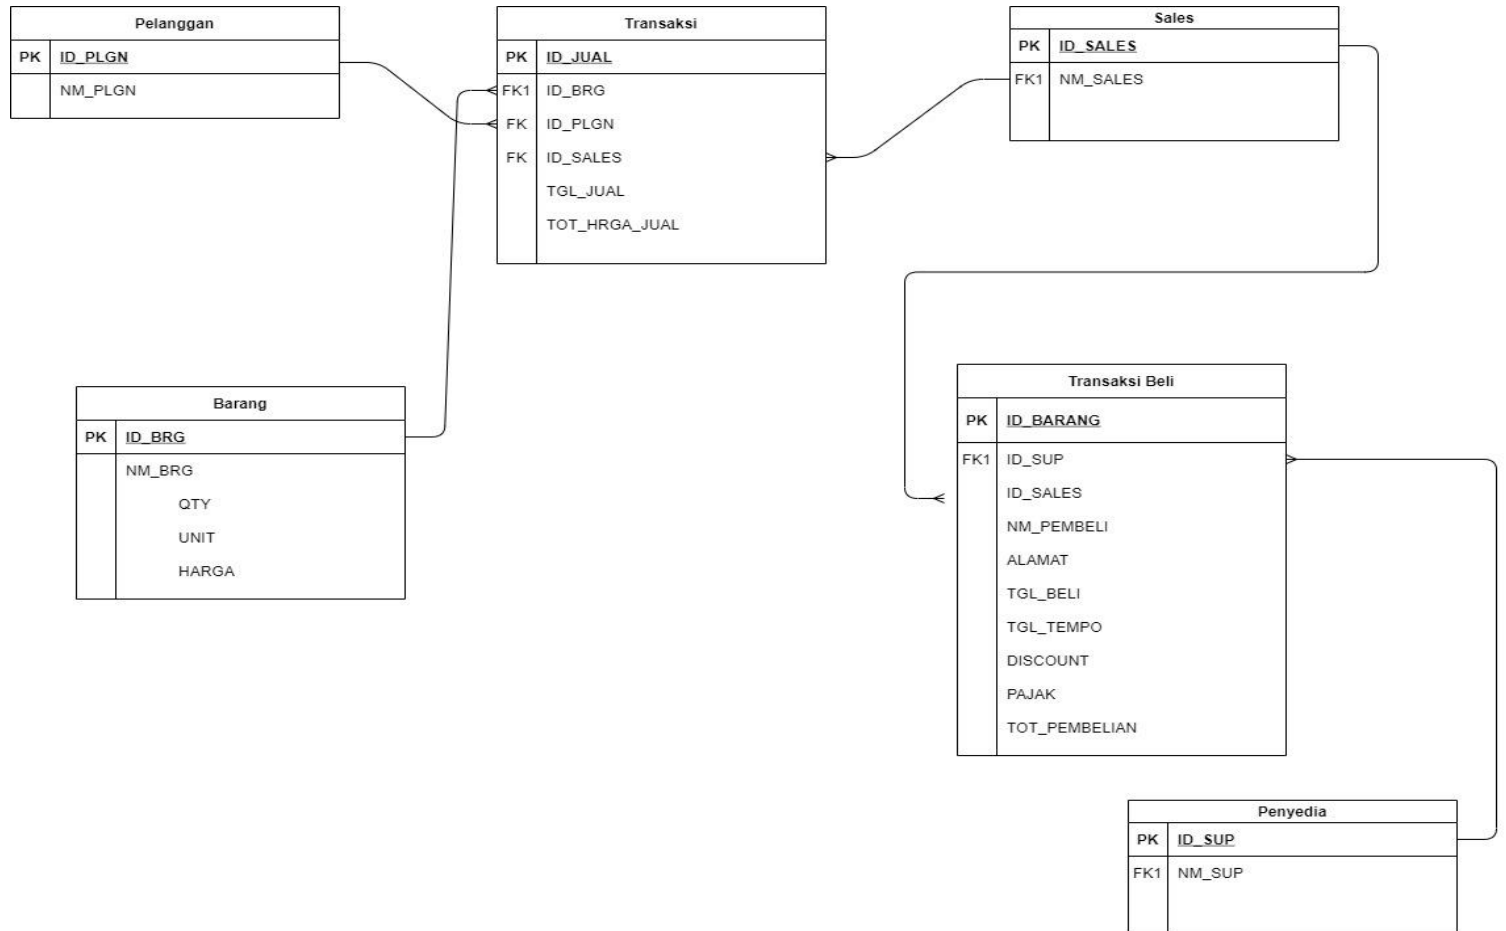 Pelanggan
PK ID_PLGN
NM_PLGN
Transaksi
PK ID_JUAL
FK1 ID_BRG
FK ID_PLGN
FK ID_SALES
TGL_JUAL
TOT_HRGA_JUAL
Sales
PK ID_SALES
FK1 NM_SALES
Barang
PK ID_BRG
NM_BRG
QTY
UNIT
HARGA
Transaksi Beli
PK ID_BARANG
FK1 ID_SUP
ID_SALES
NM_PEMBELI
ALAMAT
TGL_BELI
TGL_TEMPO
DISCOUNT
PAJAK
TOT_PEMBELIAN
Penyedia
PK ID_SUP
FK1 NM_SUP